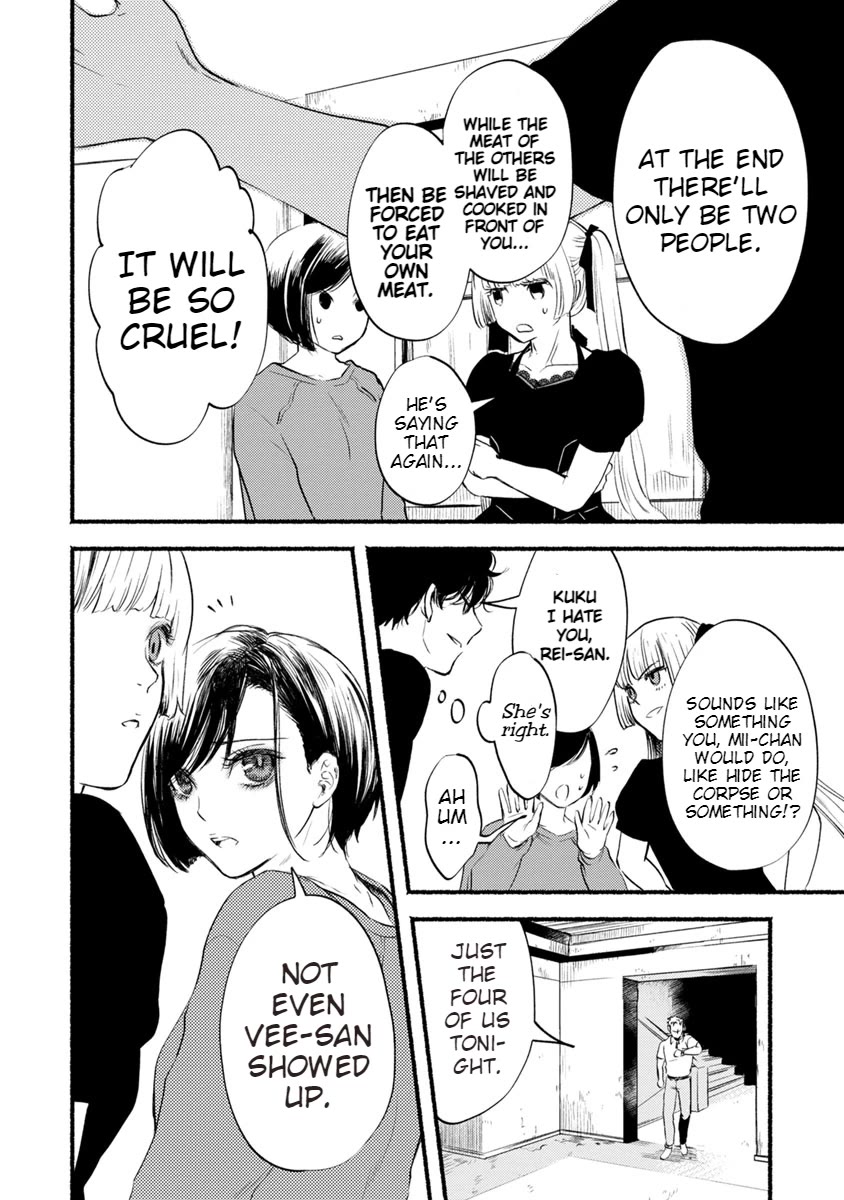 AT THE END
THERE'LL
ONLY BE TWO
PEOPLE.
WHILE THE
MEAT OF
THE OTHERS
WILL BE
SHAVED AND
COOKED IN
FRONT OF
YOU...
THEN BE
FORCED
TO EAT
YOUR
OWN
MEAT.
IT WILL
BE SO
CRUEL!
HE'S
SAYING
THAT
AGAIN...
SOUNDS LIKE
SOMETHING
YOU, MII-CHAN
WOULD DO,
LIKE HIDE THE
CORPSE OR
SOMETHING!?
KUKU
I HATE
YOU,
REI-SAN.
She's
right.
AH
UM
...
NOT
EVEN
VEE-SAN
SHOWED
UP.
JUST
THE
FOUR
OF US
TONI-
GHT.